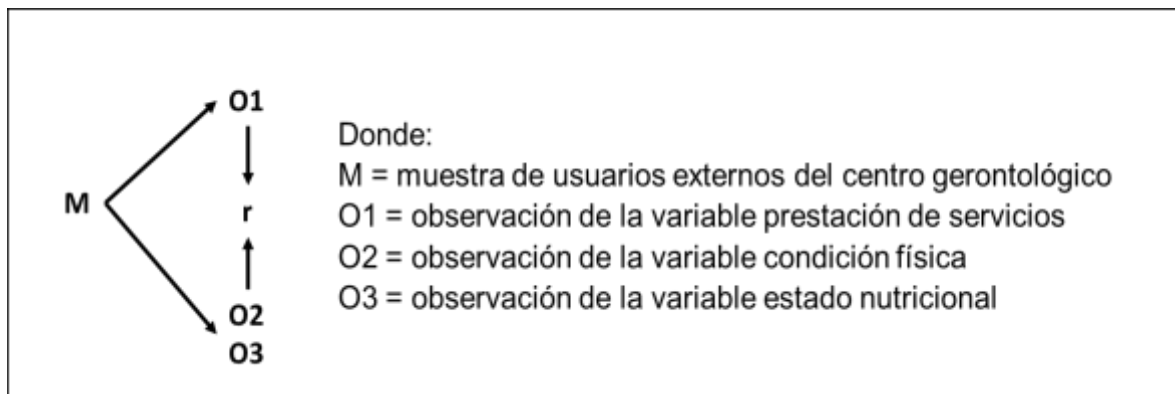 O1
M
r
O2
O3
Donde:
M = muestra de usuarios externos del centro gerontológico
O1 = observación de la variable prestación de servicios
O2 = observación de la variable condición física
O3 = observación de la variable estado nutricional